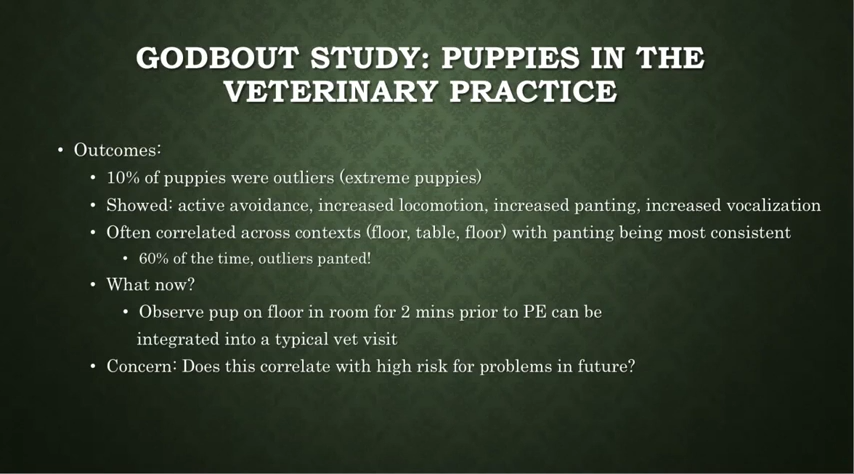 GODBOUT STUDY: PUPPIES IN THE
VETERINARY PRACTICE
• Outcomes:
• 10% of puppies were outliers (extreme puppies)
• Showed: active avoidance, increased locomotion, increased panting, increased vocalization
• Often correlated across contexts (floor, table, floor) with panting being most consistent
• 60% of the time, outliers panted!
• What now?
• Observe pup on floor in room for 2 mins prior to PE can be
integrated into a typical vet visit
• Concern: Does this correlate with high risk for problems in future?